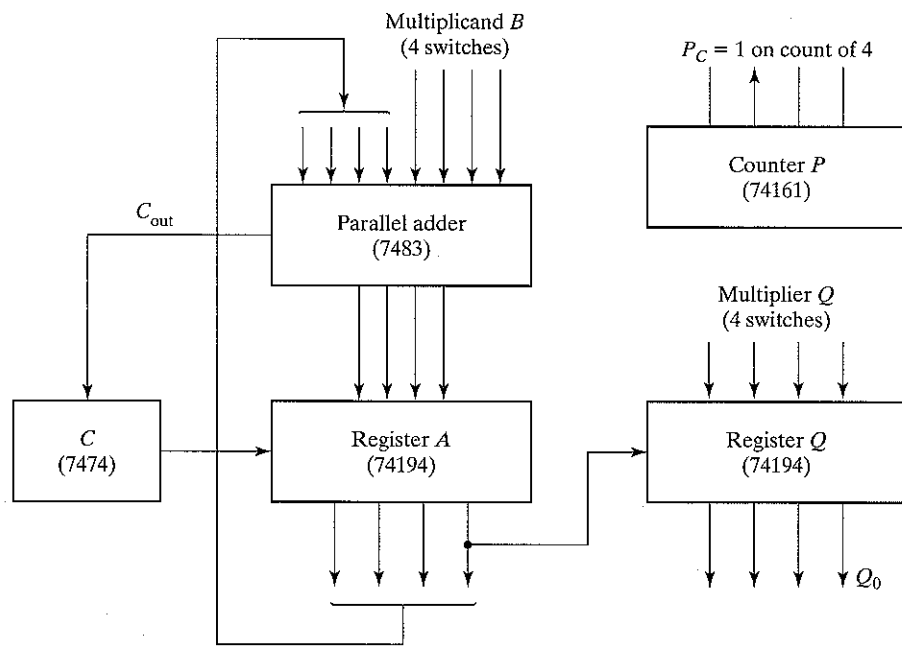 Multiplicand B
(4 switches)
P_C = 1 on count of 4
Counter P
(74161)
C_out
Parallel adder
(7483)
Multiplier Q
(4 switches)
C
(7474)
Register A
(74194)
Register Q
(74194)
Q_0